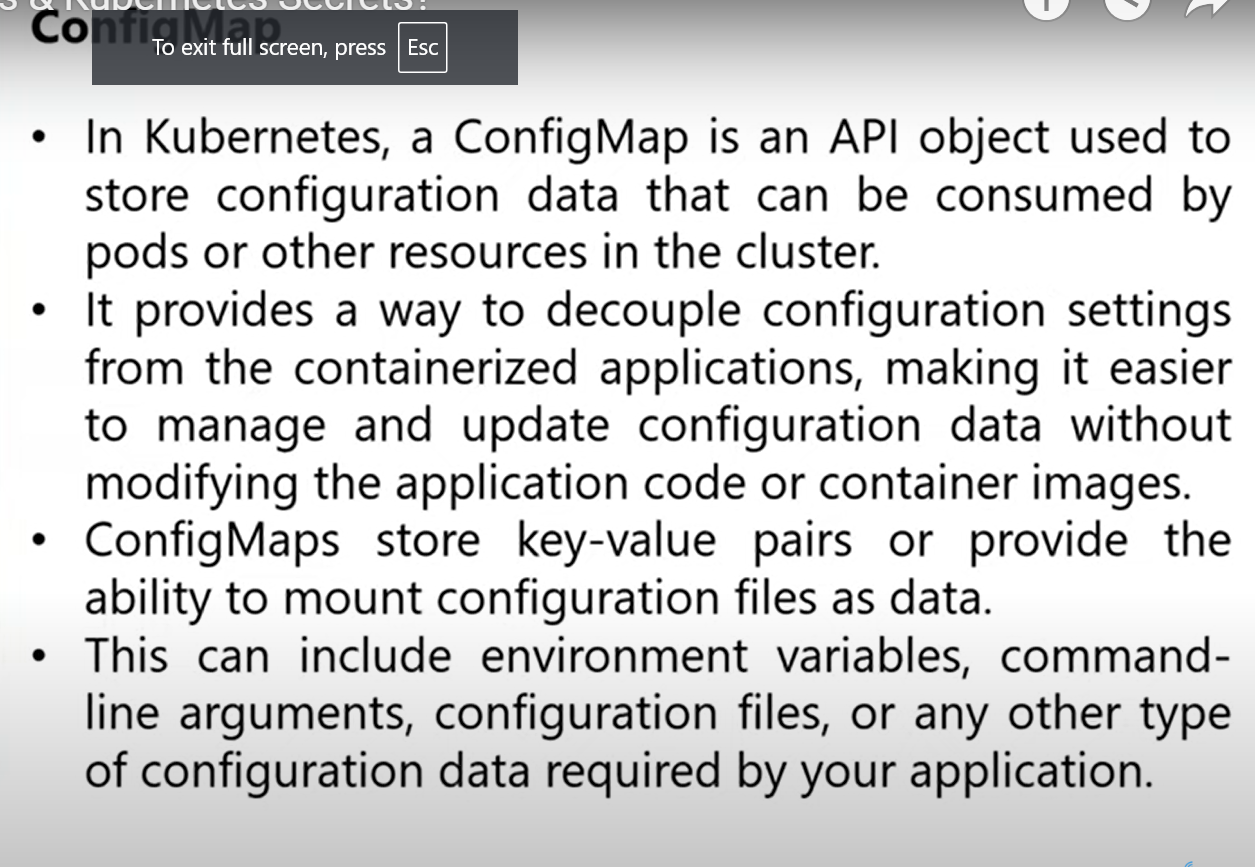 s & Kubernetes Secrets?
ConfigMap
To exit full screen, press Esc
• In Kubernetes, a ConfigMap is an API object used to
store configuration data that can be consumed by
pods or other resources in the cluster.
• It provides a way to decouple configuration settings
from the containerized applications, making it easier
to manage and update configuration data without
modifying the application code or container images.
• ConfigMaps store key-value pairs or provide the
ability to mount configuration files as data.
• This can include environment variables, command-
line arguments, configuration files, or any other type
of configuration data required by your application.